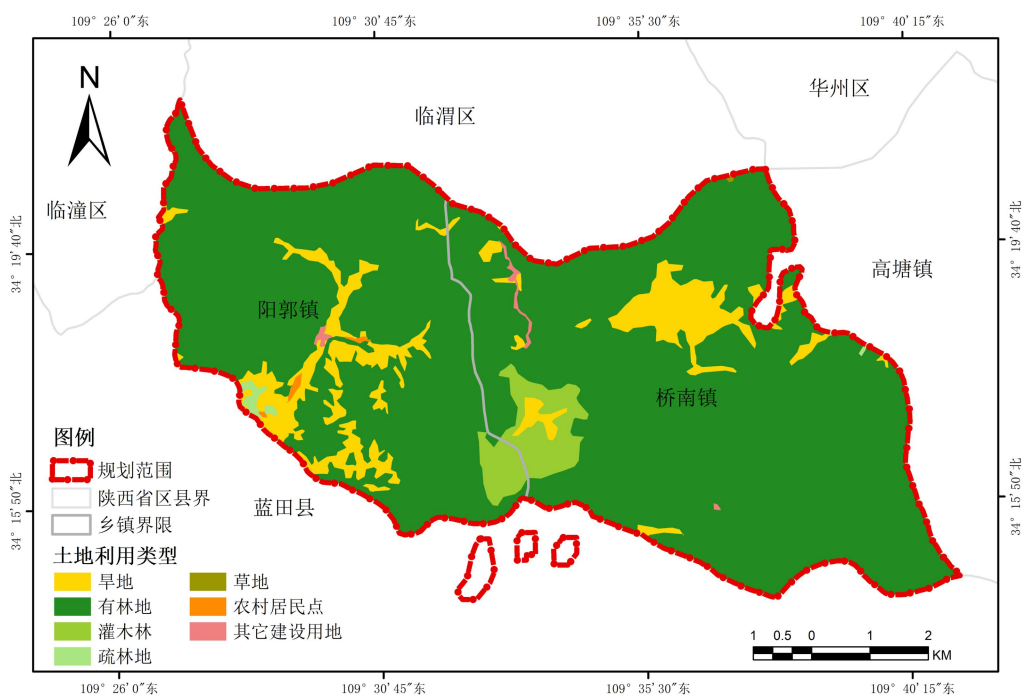 109° 26′0″东
109° 30′45″东
109° 35′30″东
109° 40′15″东
N
华州区
临渭区
临潼区
34° 19′40″北
34° 19′40″北
高塘镇
阳郭镇
桥南镇
图例
规划范围
陕西省区县界
乡镇界限
蓝田县
34° 15′50″北
34° 15′50″北
土地利用类型
旱地
草地
有林地
农村居民点
灌木林
其它建设用地
疏林地
1 0.5 0 1 2
KM
109° 26′0″东
109° 30′45″东
109° 35′30″东
109° 40′15″东